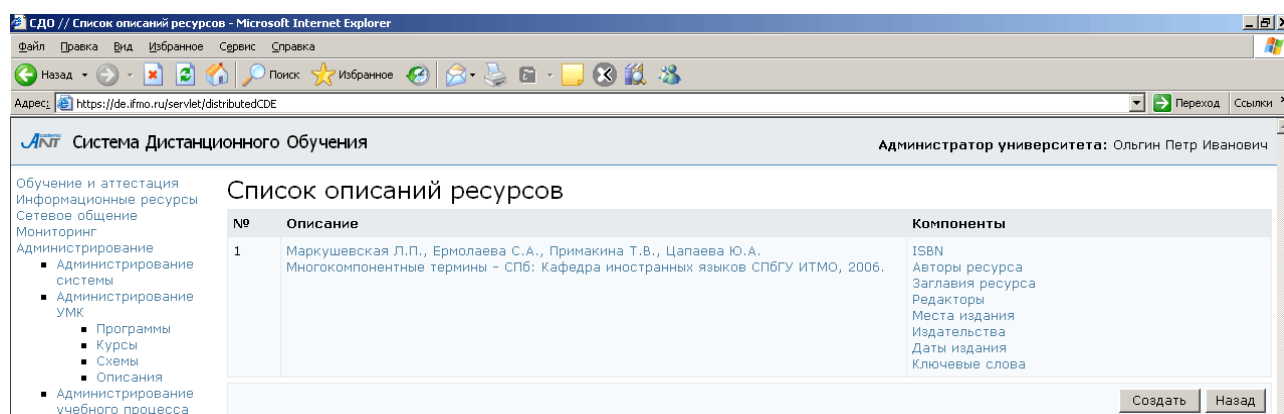 СДО // Список описаний ресурсов - Microsoft Internet Explorer
Файл Правка Вид Избранное Сервис Справка
Назад Поиск Избранное
Адрес: https://de.ifmo.ru/servlet/distributedCDE Переход Ссылки
Academic ANT Система Дистанционного Обучения Администратор университета: Ольгин Петр Иванович
Обучение и аттестация
Информационные ресурсы
Сетевое общение
Мониторинг
Администрирование
Администрирование
системы
Администрирование
УМК
Программы
Курсы
Схемы
Описания
Администрирование
учебного процесса
Список описаний ресурсов
№ Описание Компоненты
1 Маркушевская Л.П., Ермолаева С.А., Примакина Т.В., Цапаева Ю.А.
Многокомпонентные термины - СПб: Кафедра иностранных языков СПбГУ ИТМО, 2006.
ISBN
Авторы ресурса
Заглавия ресурса
Редакторы
Места издания
Издательства
Даты издания
Ключевые слова
Создать Назад